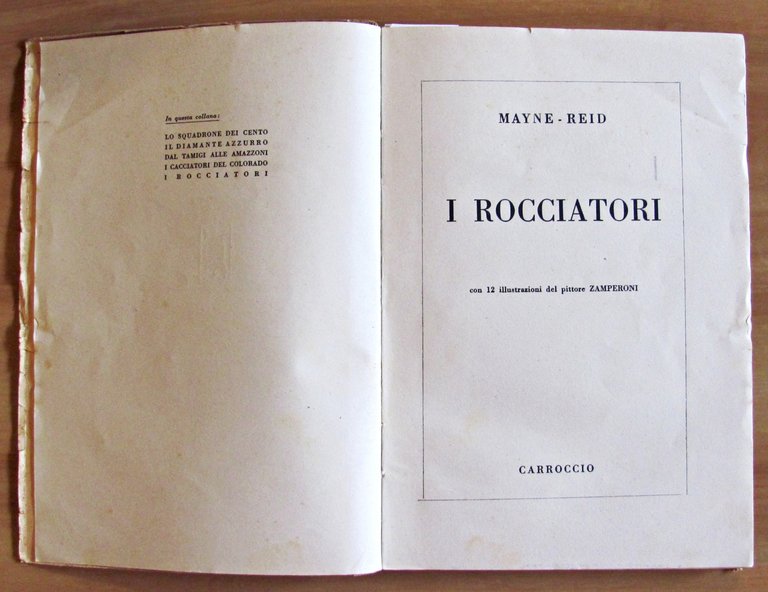 In questa collana:
LO SQUADRONE DEI CENTO
IL DIAMANTE AZZURRO
DAL TAMIGI ALLE AMAZZONI
I CACCIATORI DEL COLORADO
I ROCCIATORI
MAYNE - REID
I ROCCIATORI
con 12 illustrazioni del pittore ZAMPERONI
CARROCCIO